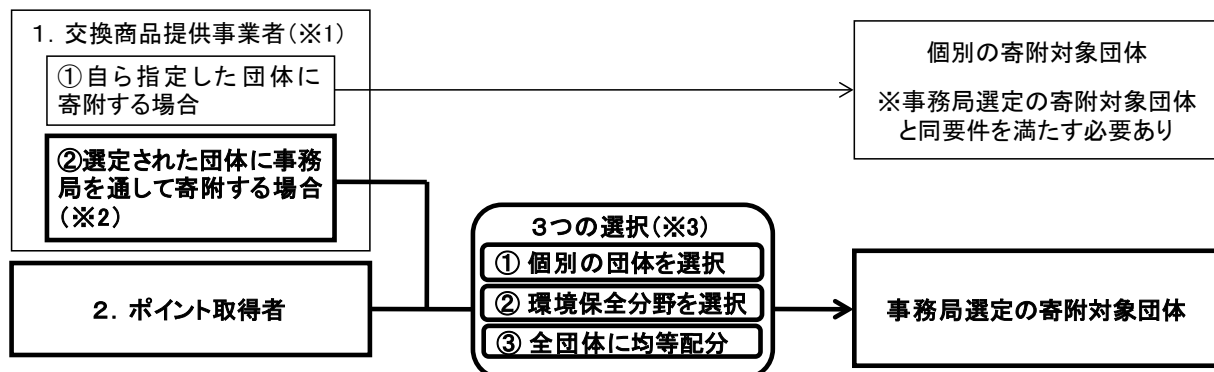 1．交換商品提供事業者(※1)
①自ら指定した団体に
寄附する場合
②選定された団体に事務
局を通して寄附する場合
(※2)
2．ポイント取得者
3つの選択(※3)
① 個別の団体を選択
② 環境保全分野を選択
③ 全団体に均等配分
個別の寄附対象団体
※事務局選定の寄附対象団体
と同要件を満たす必要あり
事務局選定の寄附対象団体